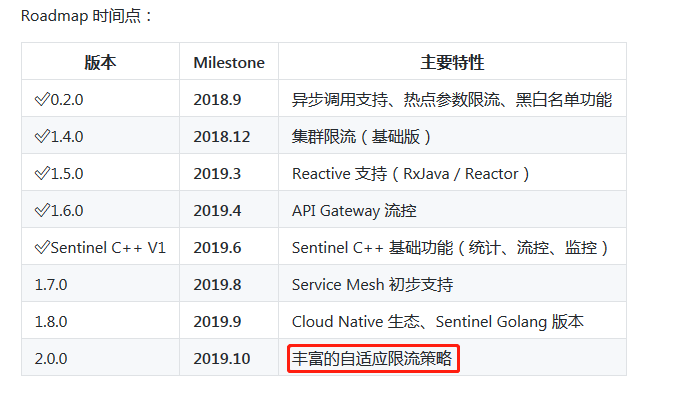 Roadmap 时间点：
版本 Milestone 主要特性
✓0.2.0 2018.9 异步调用支持、热点参数限流、黑白名单功能
✓1.4.0 2018.12 集群限流（基础版）
✓1.5.0 2019.3 Reactive 支持（RxJava / Reactor）
✓1.6.0 2019.4 API Gateway 流控
✓Sentinel C++ V1 2019.6 Sentinel C++ 基础功能（统计、流控、监控）
1.7.0 2019.8 Service Mesh 初步支持
1.8.0 2019.9 Cloud Native 生态、Sentinel Golang 版本
2.0.0 2019.10 丰富的自适应限流策略